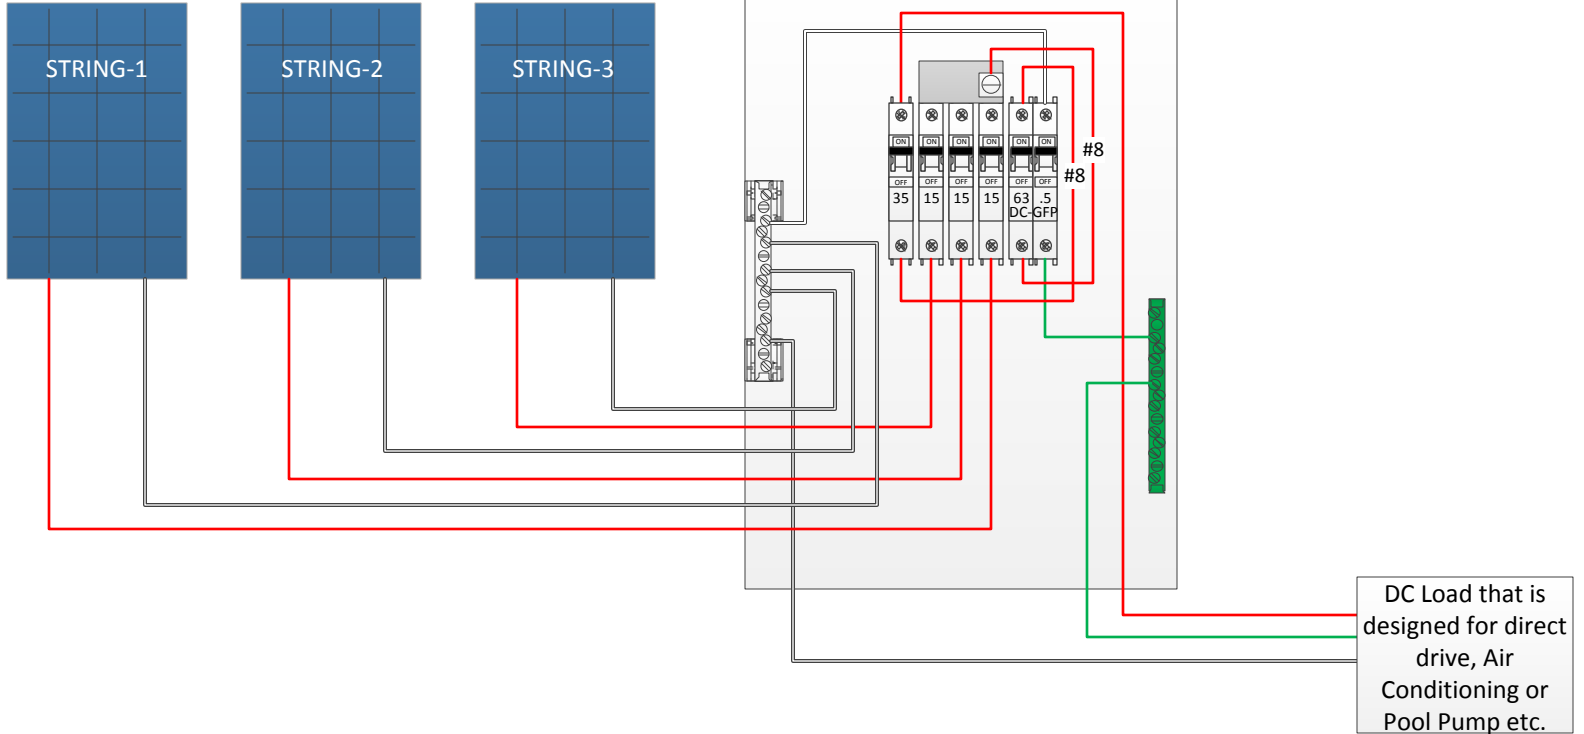 STRING-1
STRING-2
STRING-3
ON
ON
ON
ON
ON
ON
OFF
OFF
OFF
OFF
OFF
OFF
35
15
15
15
63
.5
DC-GFP
#8
#8
DC Load that is
designed for direct
drive, Air
Conditioning or
Pool Pump etc.